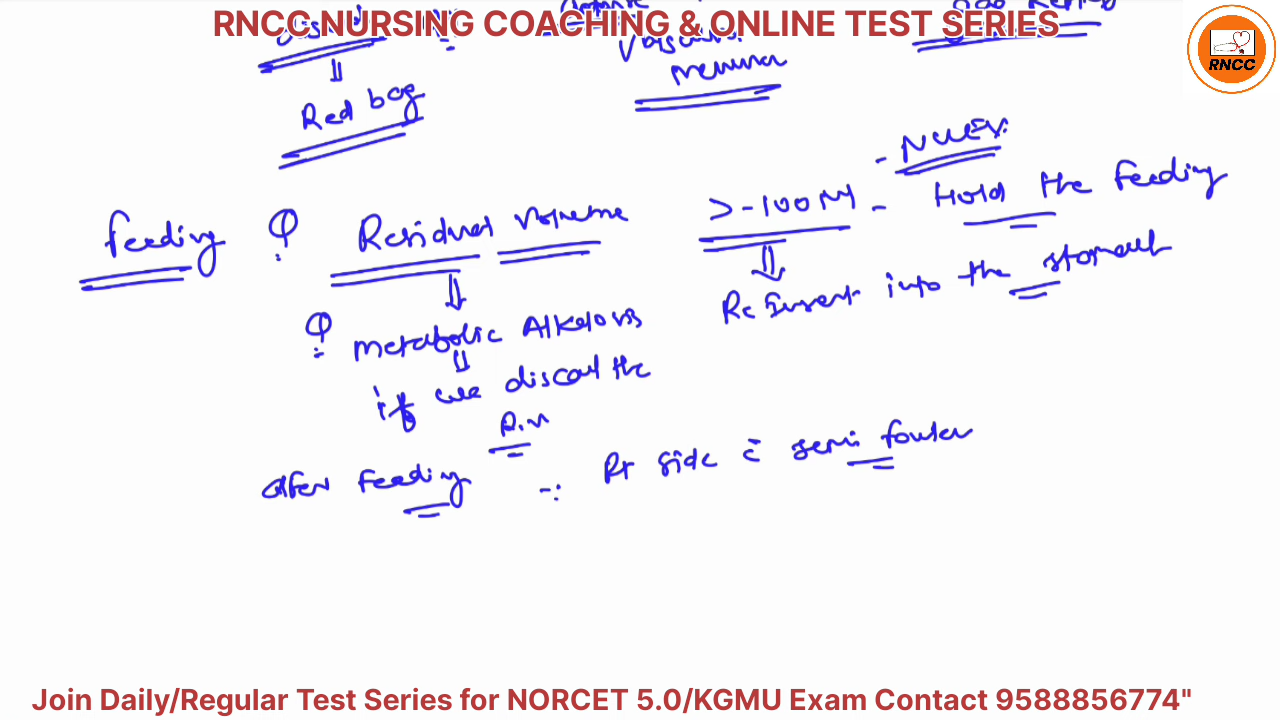 RNCC NURSING COACHING & ONLINE TEST SERIES
RNCC
Red bag
- NCLEX:
feeding ? Residual volume > -100 Ml - Hold the feeding
Reinsert into the stomach
? metabolic Alkalosis
if we discard the
R.V
after feeding -: Rt side c̄ semi fowler
Join Daily/Regular Test Series for NORCET 5.0/KGMU Exam Contact 9588856774"